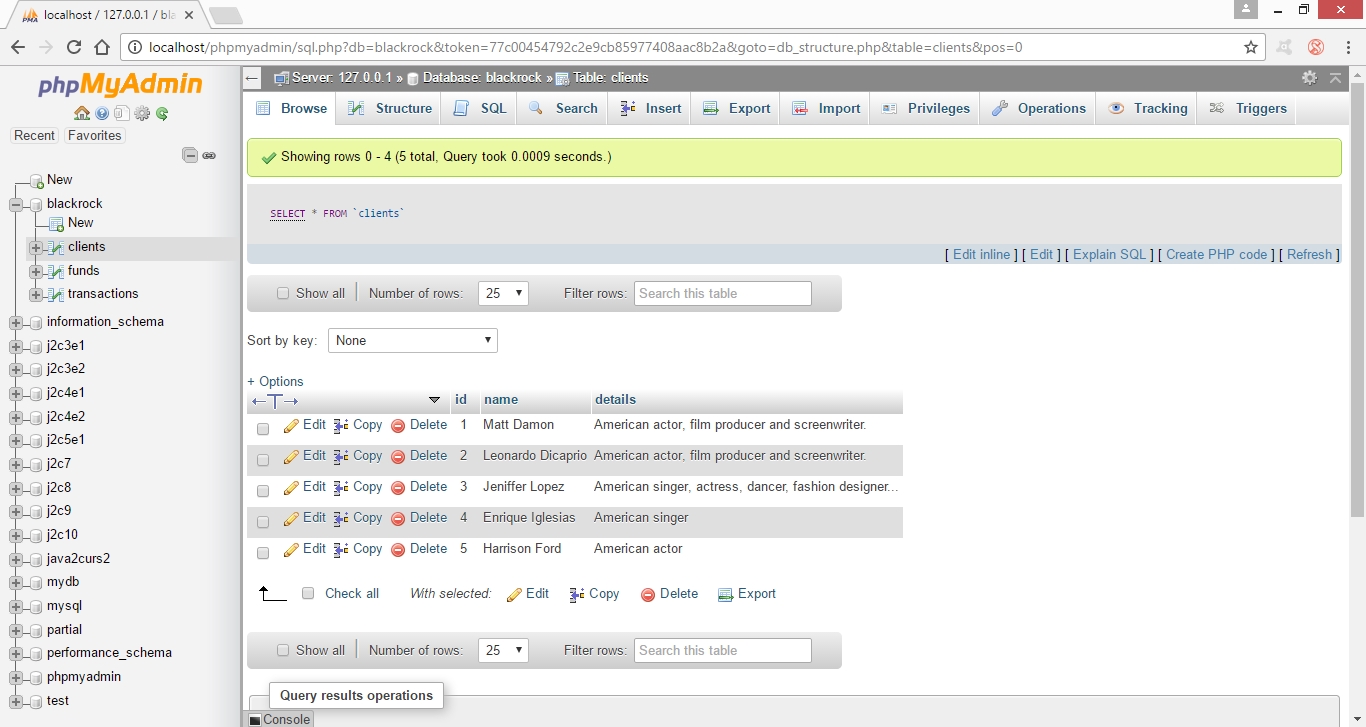 localhost / 127.0.0.1 / bla
localhost/phpmyadmin/sql.php?db=blackrock&token=77c00454792c2e9cb85977408aac8b2a&goto=db_structure.php&table=clients&pos=0
phpMyAdmin
Recent Favorites
New
blackrock
New
clients
funds
transactions
information_schema
j2c3e1
j2c3e2
j2c4e1
j2c4e2
j2c5e1
j2c7
j2c8
j2c9
j2c10
java2curs2
mydb
mysql
partial
performance_schema
phpmyadmin
test
Server: 127.0.0.1 » Database: blackrock » Table: clients
Browse Structure SQL Search Insert Export Import Privileges Operations Tracking Triggers
Showing rows 0 - 4 (5 total, Query took 0.0009 seconds.)
SELECT * FROM `clients`
[ Edit inline ] [ Edit ] [ Explain SQL ] [ Create PHP code ] [ Refresh ]
Show all Number of rows: 25 Filter rows: Search this table
Sort by key: None
+ Options
←T→ id name details
Edit Copy Delete 1 Matt Damon American actor, film producer and screenwriter.
Edit Copy Delete 2 Leonardo Dicaprio American actor, film producer and screenwriter.
Edit Copy Delete 3 Jeniffer Lopez American singer, actress, dancer, fashion designer...
Edit Copy Delete 4 Enrique Iglesias American singer
Edit Copy Delete 5 Harrison Ford American actor
Check all With selected: Edit Copy Delete Export
Show all Number of rows: 25 Filter rows: Search this table
Query results operations
Console